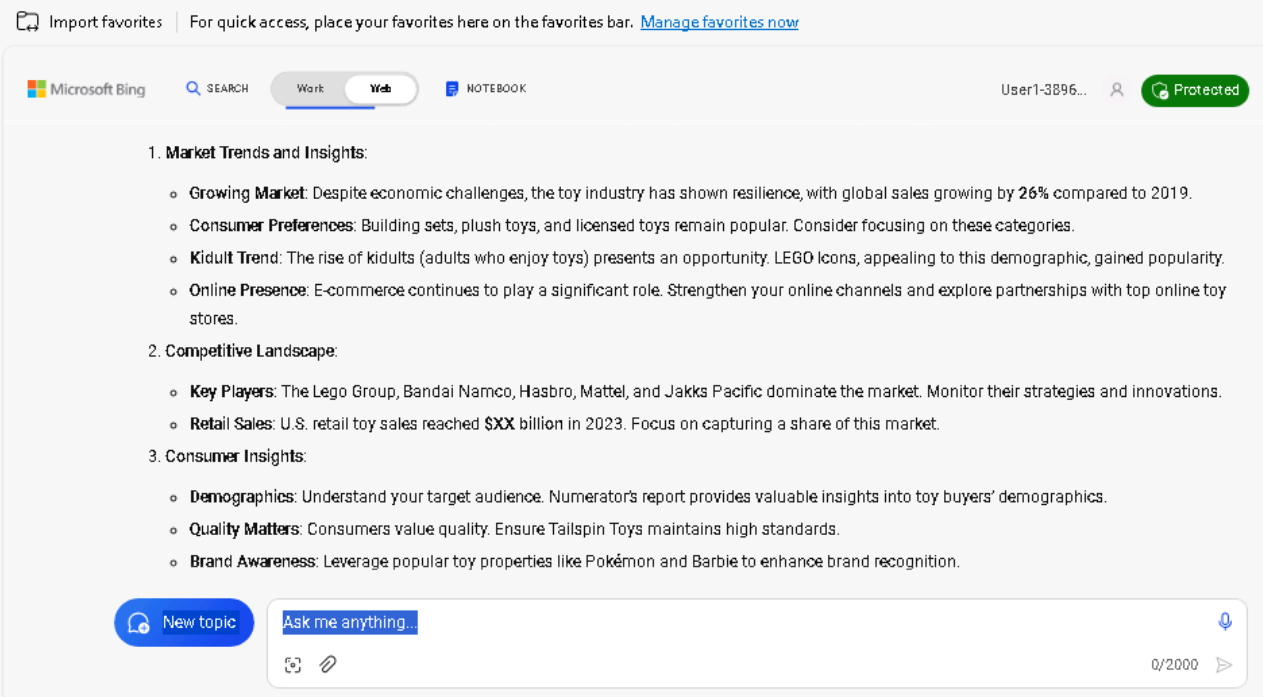 Import favorites For quick access, place your favorites here on the favorites bar. Manage favorites now
Microsoft Bing SEARCH Work Web NOTEBOOK User1-3896... Protected
1. Market Trends and Insights:
Growing Market: Despite economic challenges, the toy industry has shown resilience, with global sales growing by 26% compared to 2019.
Consumer Preferences: Building sets, plush toys, and licensed toys remain popular. Consider focusing on these categories.
Kidult Trend: The rise of kidults (adults who enjoy toys) presents an opportunity. LEGO Icons, appealing to this demographic, gained popularity.
Online Presence: E-commerce continues to play a significant role. Strengthen your online channels and explore partnerships with top online toy
stores.
2. Competitive Landscape:
Key Players: The Lego Group, Bandai Namco, Hasbro, Mattel, and Jakks Pacific dominate the market. Monitor their strategies and innovations.
Retail Sales: U.S. retail toy sales reached $XX billion in 2023. Focus on capturing a share of this market.
3. Consumer Insights:
Demographics: Understand your target audience. Numerator's report provides valuable insights into toy buyers' demographics.
Quality Matters: Consumers value quality. Ensure Tailspin Toys maintains high standards.
Brand Awareness: Leverage popular toy properties like Pokémon and Barbie to enhance brand recognition.
New topic Ask me anything...
0/2000